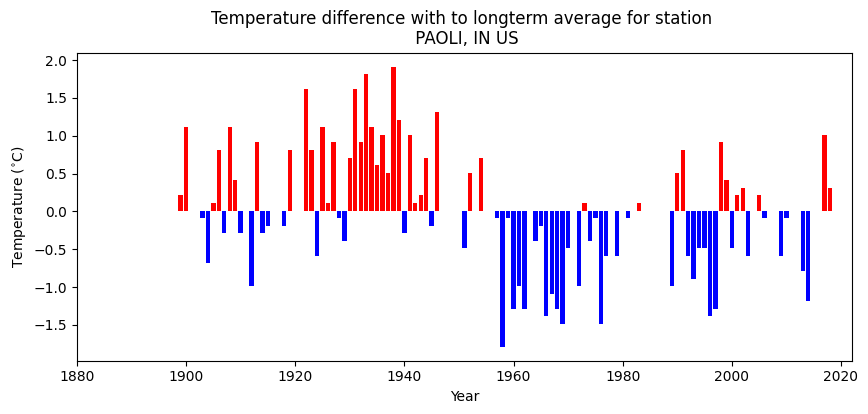 Temperature difference with to longterm average for station
PAOLI, IN US
Temperature (°C)
2.0
1.5
1.0
0.5
0.0
−0.5
−1.0
−1.5
1880 1900 1920 1940 1960 1980 2000 2020
Year